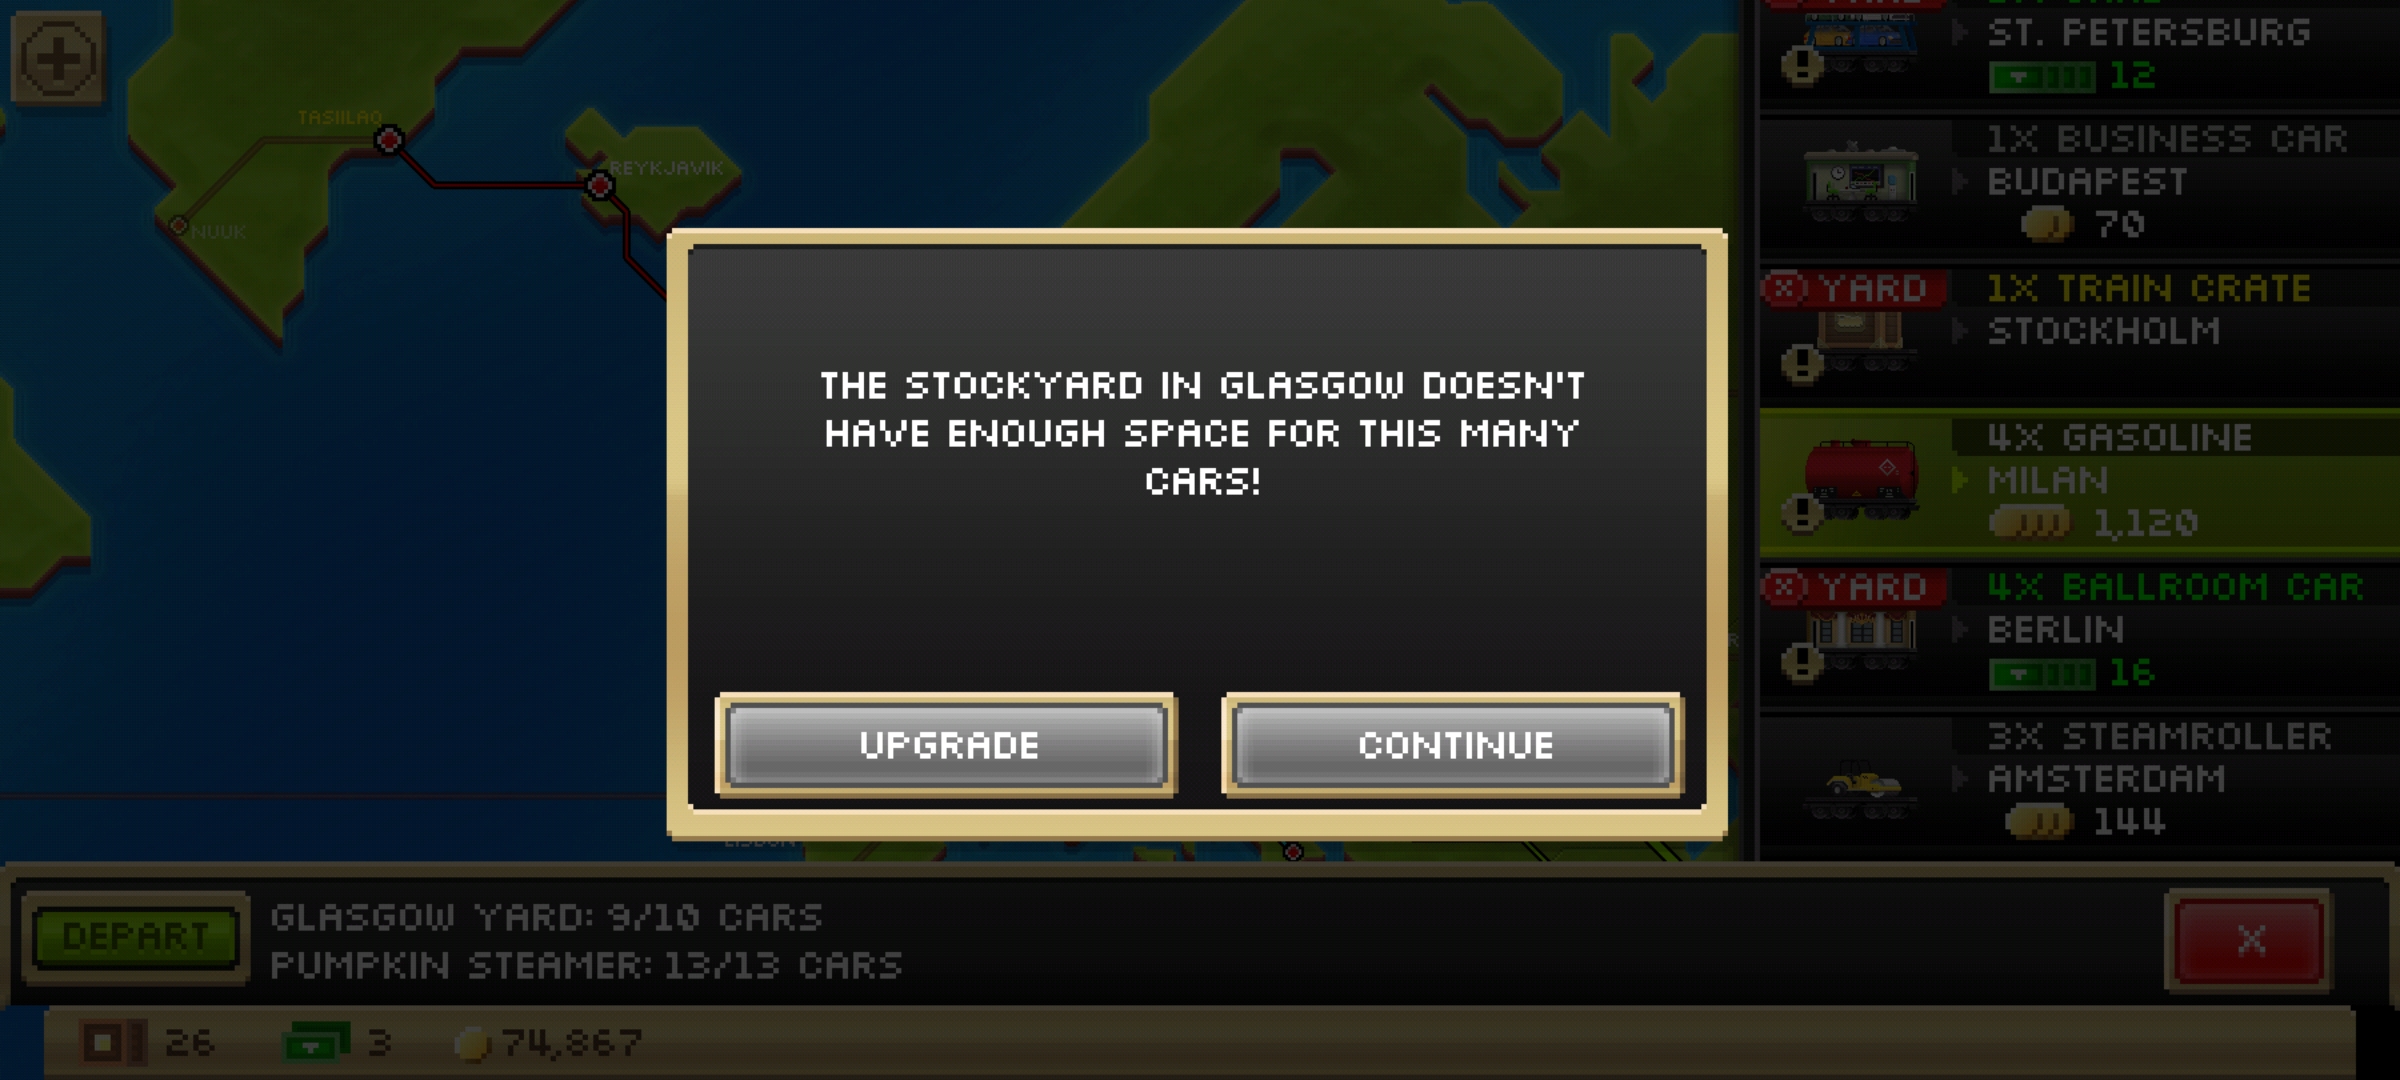 TASIILAQ
REYKJAVIK
NUUK
THE STOCKYARD IN GLASGOW DOESN'T
HAVE ENOUGH SPACE FOR THIS MANY
CARS!
UPGRADE
CONTINUE
LISBON
ST. PETERSBURG
12
1X BUSINESS CAR
BUDAPEST
70
YARD
1X TRAIN CRATE
STOCKHOLM
4X GASOLINE
MILAN
1,120
YARD
4X BALLROOM CAR
BERLIN
16
3X STEAMROLLER
AMSTERDAM
144
DEPART
GLASGOW YARD: 9/10 CARS
PUMPKIN STEAMER: 13/13 CARS
X
26
3
74,867